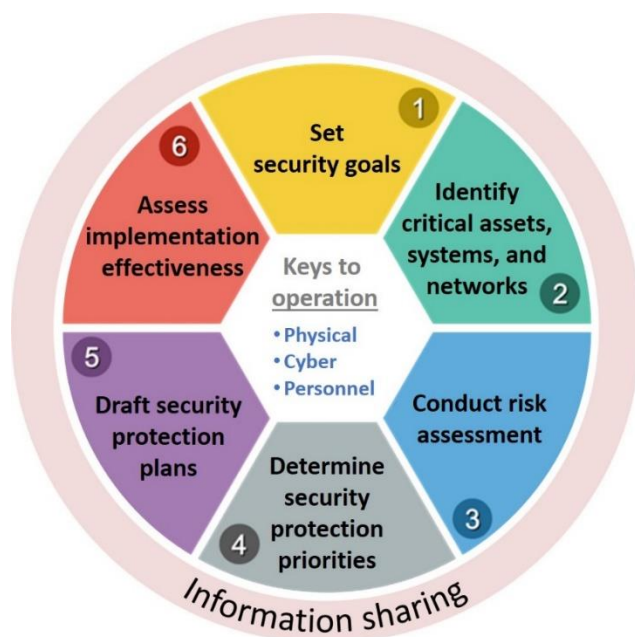 1
Set
security goals
2
Identify
critical assets,
systems, and
networks
3
Conduct risk
assessment
4
Determine
security
protection
priorities
5
Draft security
protection
plans
6
Assess
implementation
effectiveness
Keys to
operation
• Physical
• Cyber
• Personnel
Information sharing